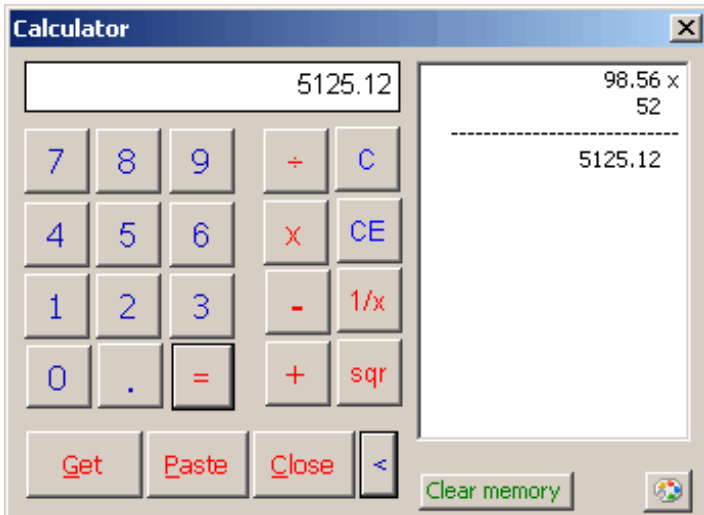 Calculator
5125.12
98.56 x
52
----------------------------
5125.12
7 8 9 ÷ C
4 5 6 x CE
1 2 3 - 1/x
0 . = + sqr
Get Paste Close <
Clear memory